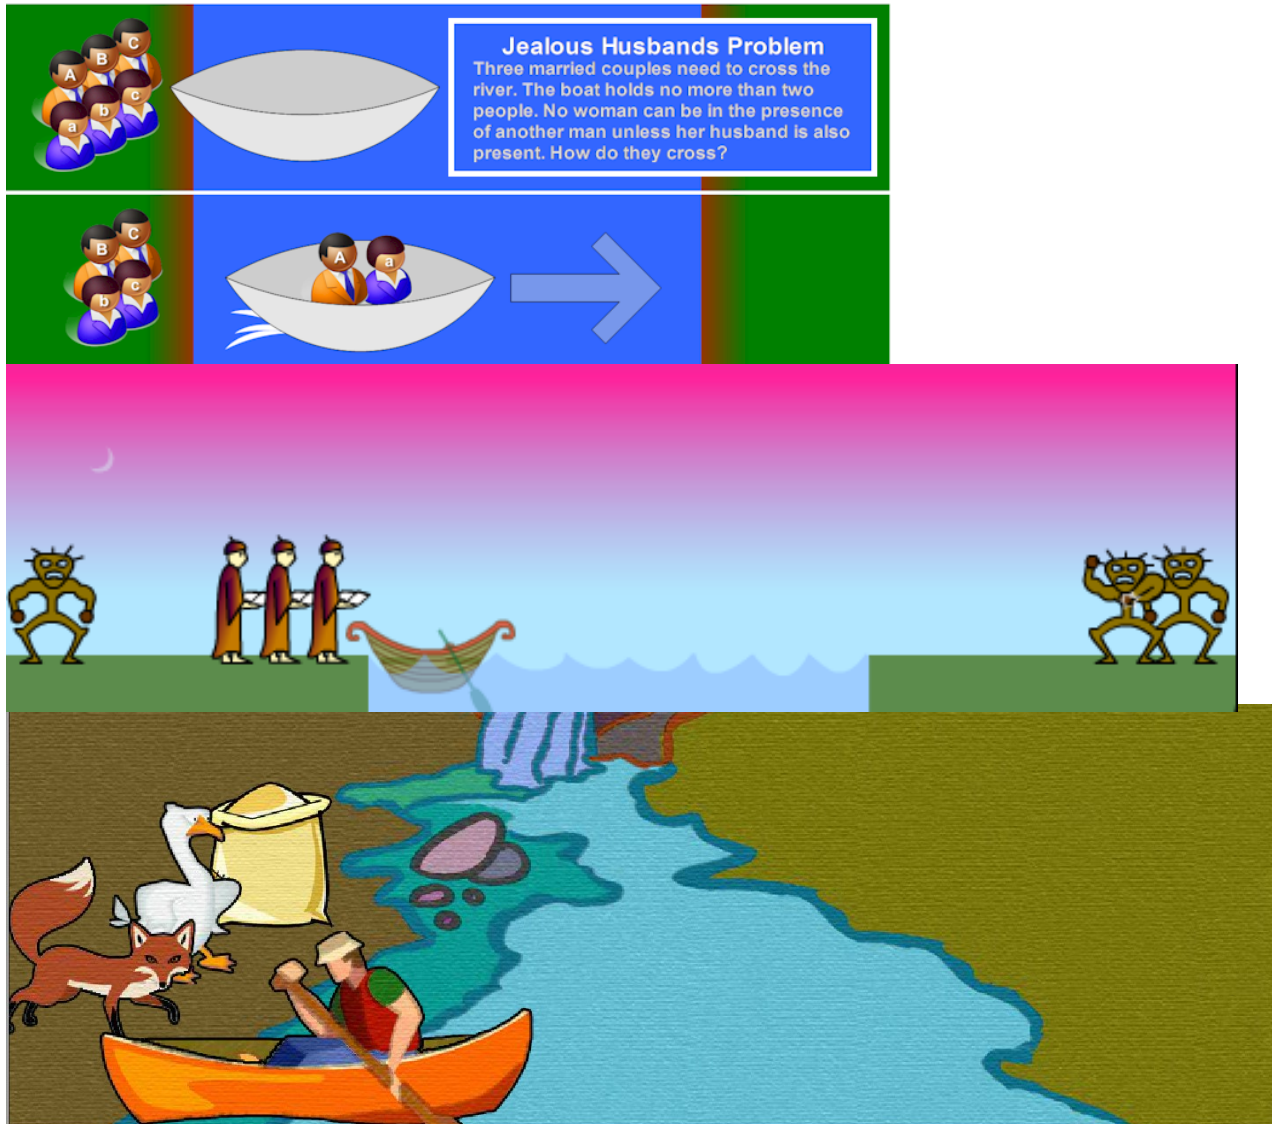 C
B
A
c
b
a
Jealous Husbands Problem
Three married couples need to cross the
river. The boat holds no more than two
people. No woman can be in the presence
of another man unless her husband is also
present. How do they cross?
C
B
c
b
A a